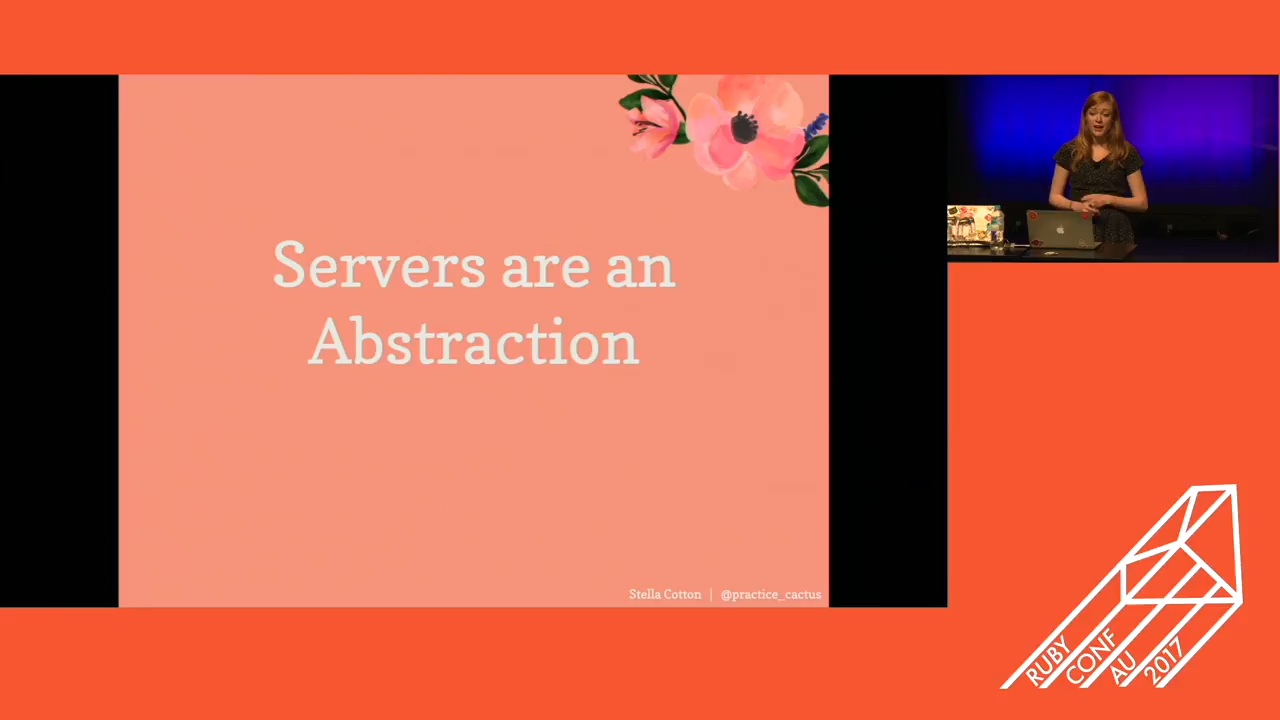 Servers are an
Abstraction
Stella Cotton | @practice_cactus
RUBY
CONF
AU
2017